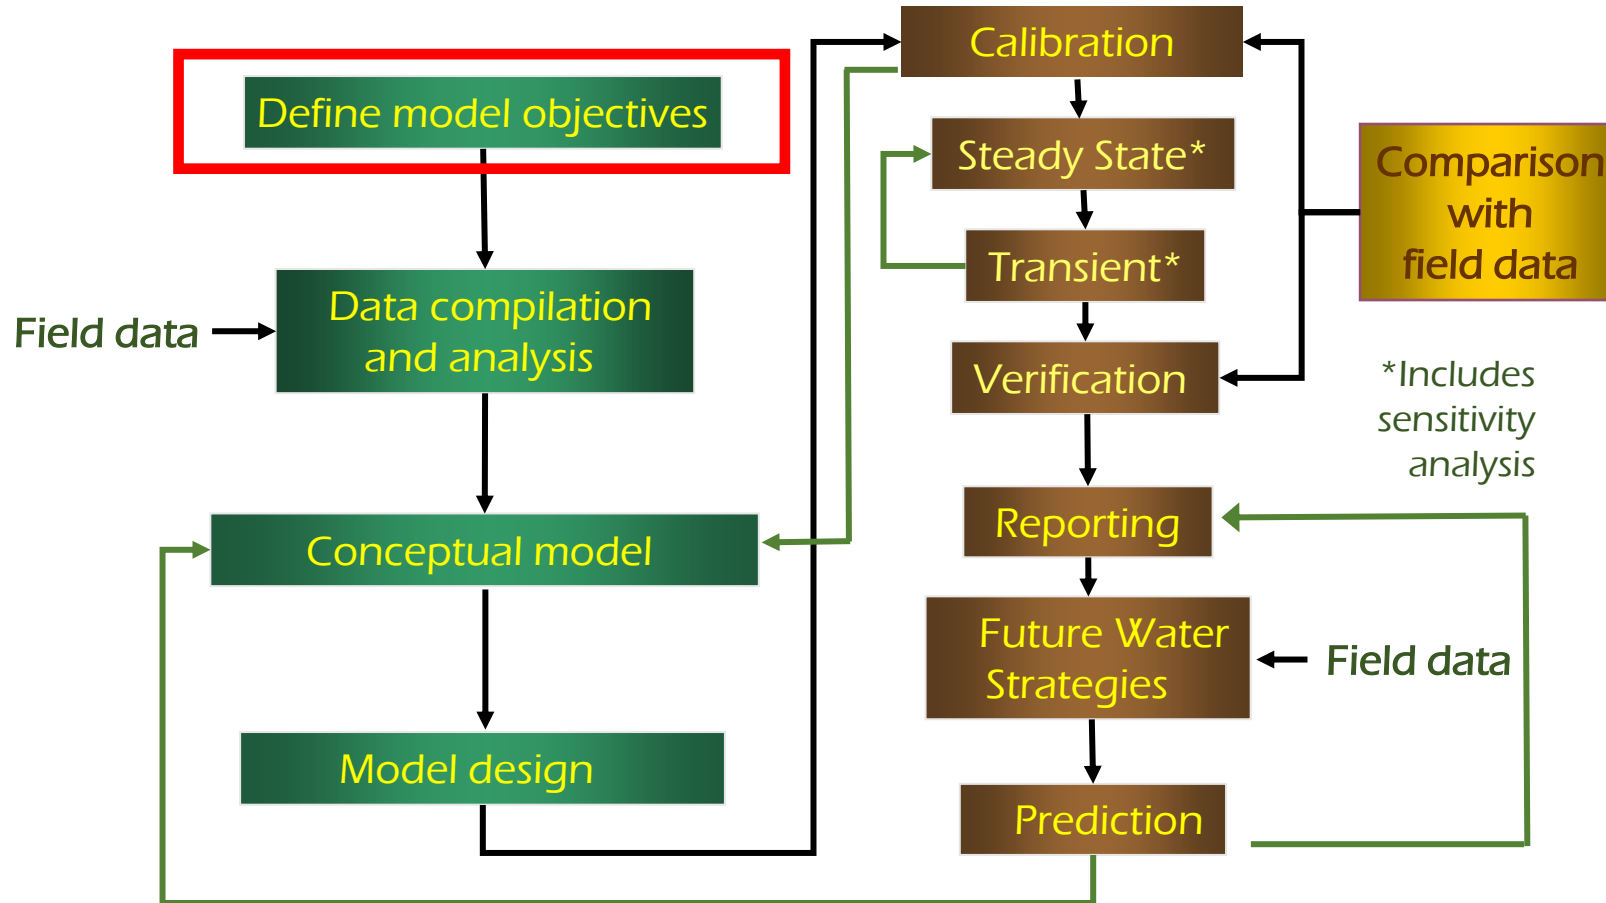 Define model objectives
Field data
Data compilation
and analysis
Conceptual model
Model design
Calibration
Steady State*
Transient*
Verification
Reporting
Future Water
Strategies
Prediction
Comparison
with
field data
*Includes
sensitivity
analysis
Field data